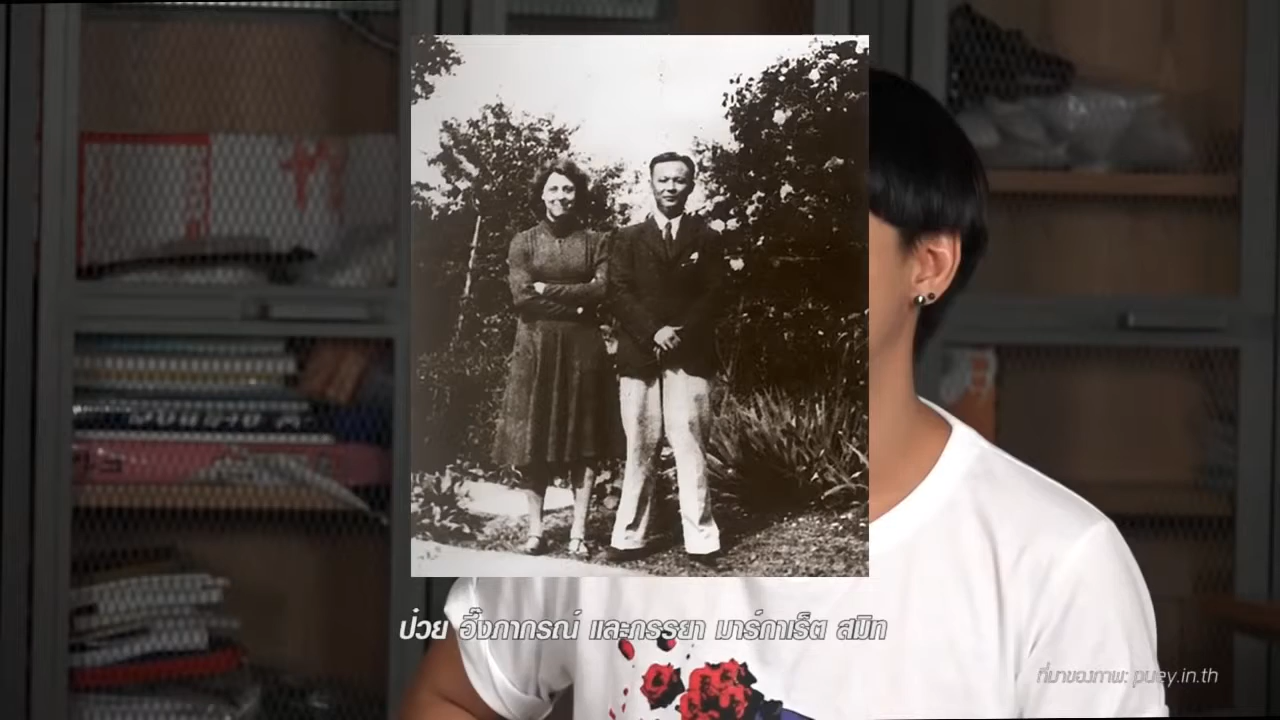 ป๋วย อึ๊งภากรณ์ และภรรยา มาร์กาเร็ต สมิท
ที่มาของภาพ: puey.in.th